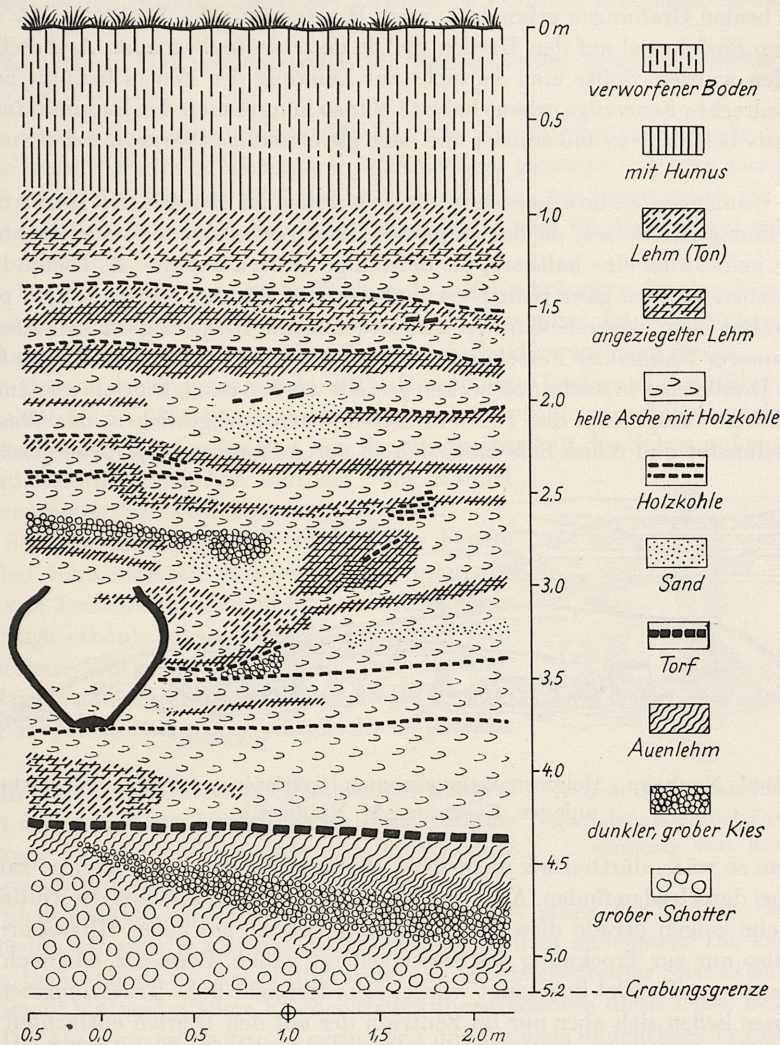 0 m
0,5
1,0
1,5
2,0
2,5
3,0
3,5
4,0
4,5
5,0
5,2
verworfener Boden
mit Humus
Lehm (Ton)
angeziegelter Lehm
helle Asche mit Holzkohle
Holzkohle
Sand
Torf
Auenlehm
dunkler, grober Kies
grober Schotter
Grabungsgrenze
0,5 0,0 0,5 1,0 1,5 2,0 m